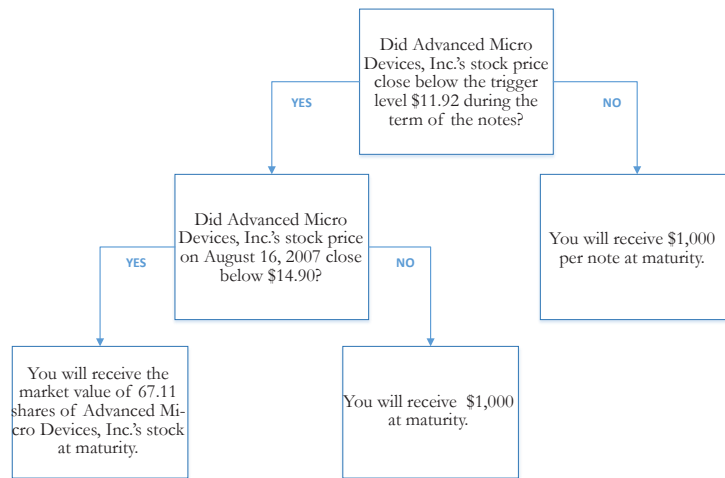 Did Advanced Micro
Devices, Inc.'s stock price
close below the trigger
level $11.92 during the
term of the notes?
YES
NO
Did Advanced Micro
Devices, Inc.'s stock price
on August 16, 2007 close
below $14.90?
You will receive $1,000
per note at maturity.
YES
NO
You will receive the
market value of 67.11
shares of Advanced Mi-
cro Devices, Inc.'s stock
at maturity.
You will receive $1,000
at maturity.